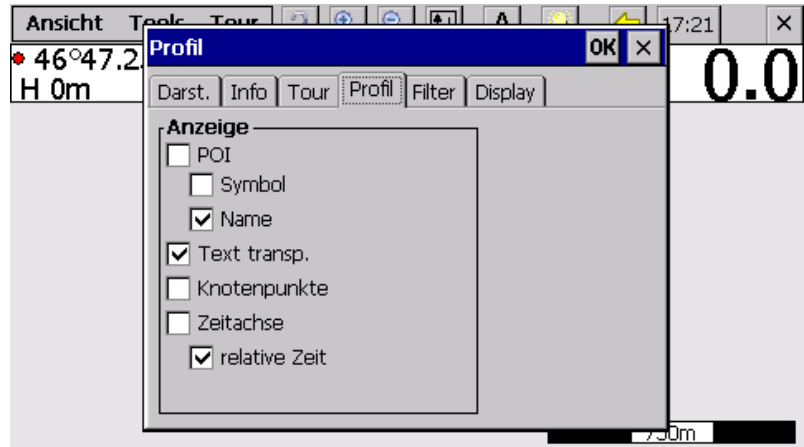 Ansicht Tools Tour A 17:21 ×
46°47.2
H 0m
0.0
Profil OK ×
Darst. Info Tour Profil Filter Display
Anzeige
POI
Symbol
Name
Text transp.
Knotenpunkte
Zeitachse
relative Zeit
750m